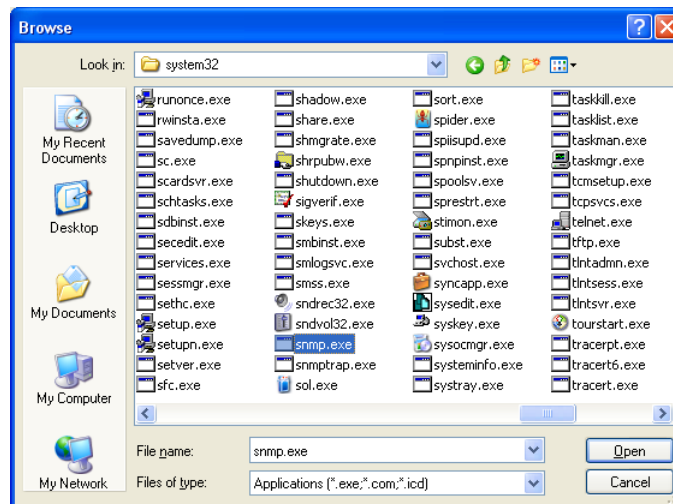 Browse
Look in: system32
My Recent
Documents
Desktop
My Documents
My Computer
My Network
runonce.exe
rwinsta.exe
savedump.exe
sc.exe
scardsvr.exe
schtasks.exe
sdbinst.exe
secedit.exe
services.exe
sessmgr.exe
sethc.exe
setup.exe
setupn.exe
setver.exe
sfc.exe
shadow.exe
share.exe
shmgrate.exe
shrpubw.exe
shutdown.exe
sigverif.exe
skeys.exe
smbinst.exe
smlogsvc.exe
smss.exe
sndrec32.exe
sndvol32.exe
snmp.exe
snmptrap.exe
sol.exe
sort.exe
spider.exe
spiisupd.exe
spnpinst.exe
spoolsv.exe
sprestrt.exe
stimon.exe
subst.exe
svchost.exe
syncapp.exe
sysedit.exe
syskey.exe
sysocmgr.exe
systeminfo.exe
systray.exe
taskkill.exe
tasklist.exe
taskman.exe
taskmgr.exe
tcmsetup.exe
tcpsvcs.exe
telnet.exe
tftp.exe
tlntadmn.exe
tlntsess.exe
tlntsvr.exe
tourstart.exe
tracerpt.exe
tracert6.exe
tracert.exe
File name: snmp.exe Open
Files of type: Applications (*.exe;*.com;*.icd) Cancel